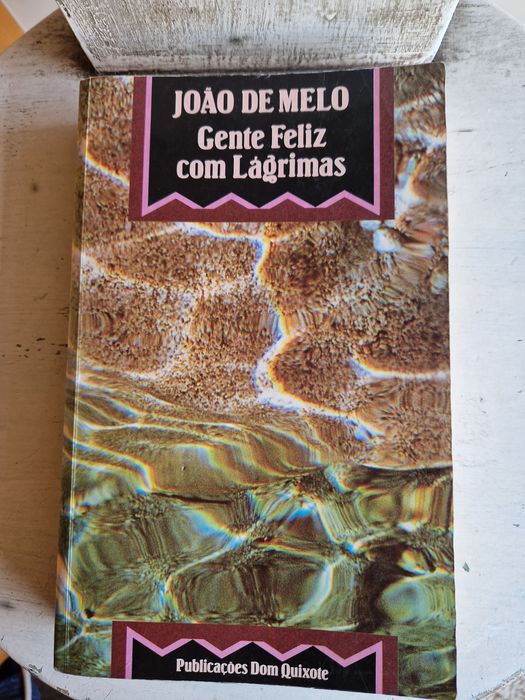 JOÃO DE MELO
Gente Feliz
com Lágrimas
Publicações Dom Quixote